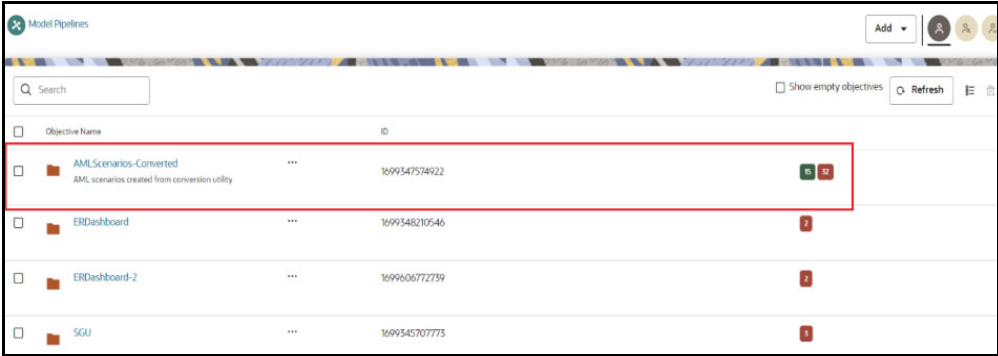 Model Pipelines
Add
Search
Show empty objectives
Refresh
Objective Name
ID
AMLScenarios-Converted
...
AML scenarios created from conversion utility
1699347574922
15 32
ERDashboard
...
1699348210546
2
ERDashboard-2
...
1699606772739
2
SGU
...
1699345707773